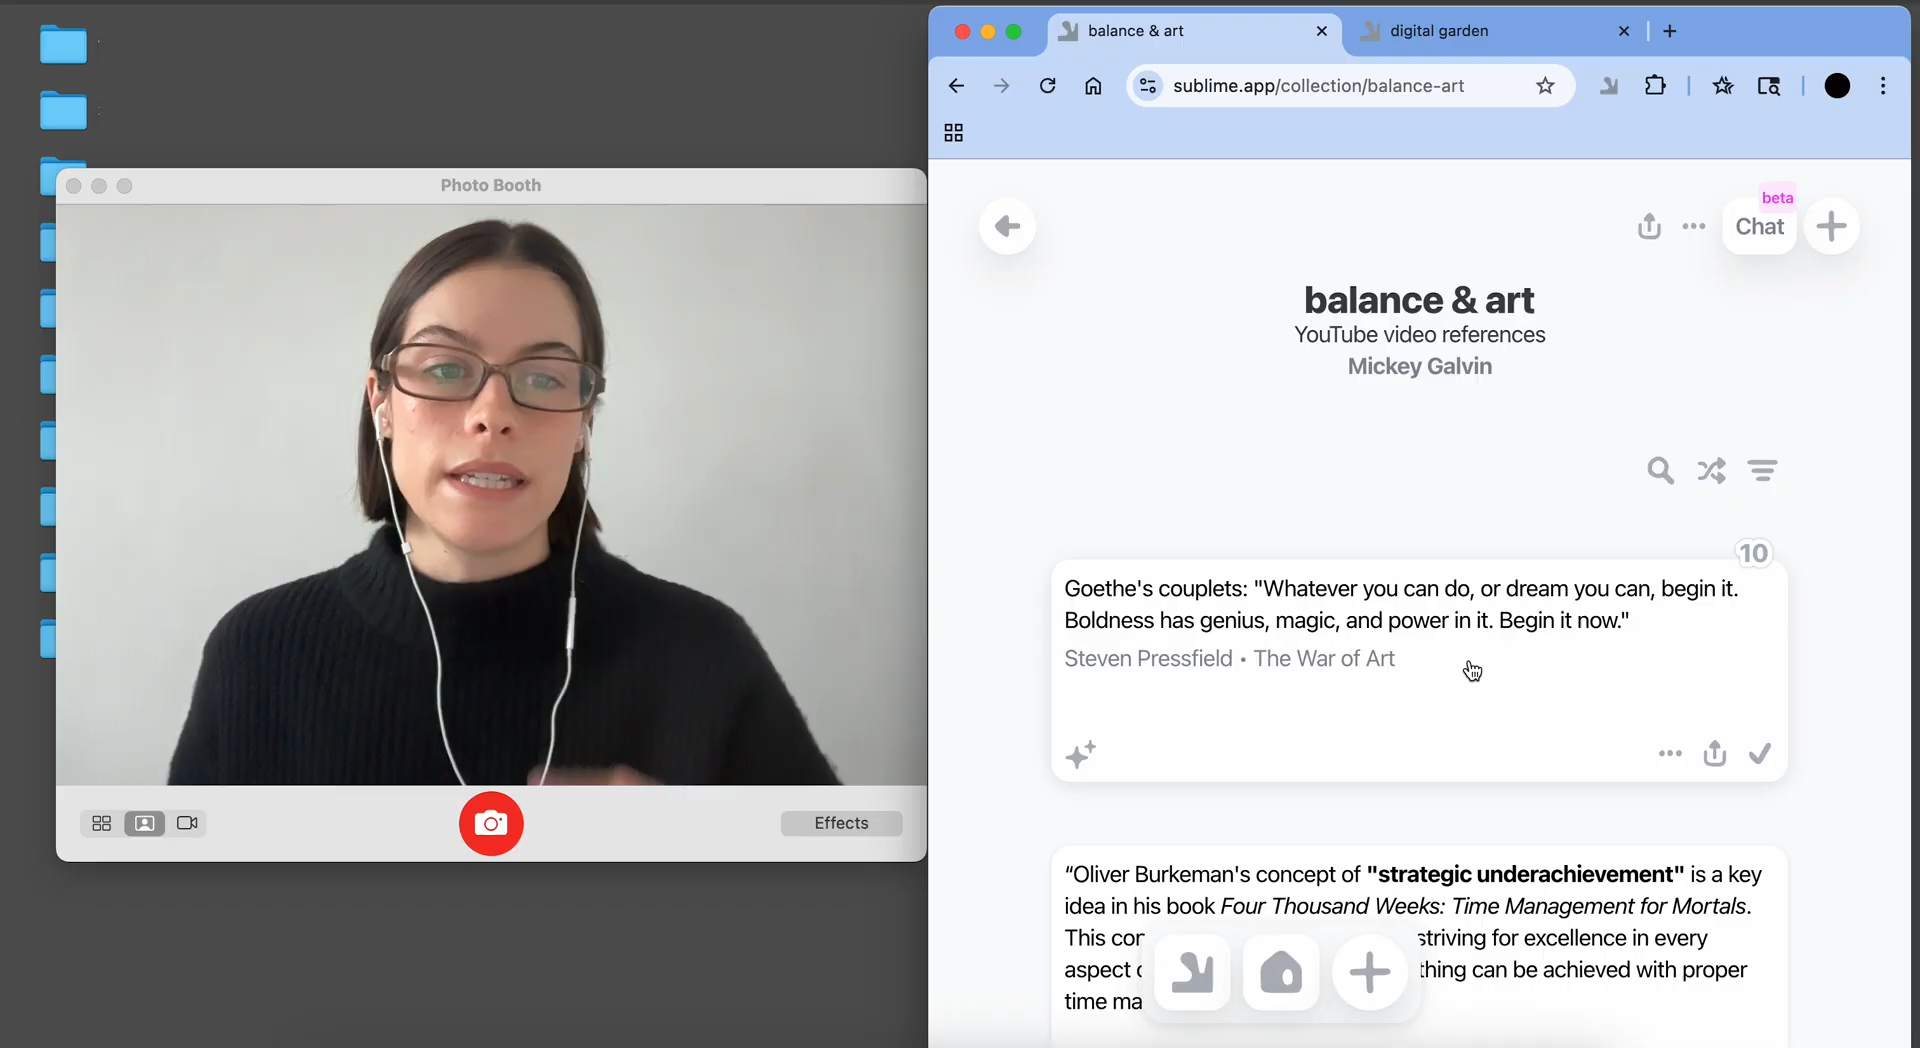 Photo Booth
Effects
balance & art
digital garden
sublime.app/collection/balance-art
beta
Chat
balance & art
YouTube video references
Mickey Galvin
10
Goethe's couplets: "Whatever you can do, or dream you can, begin it.
Boldness has genius, magic, and power in it. Begin it now."
Steven Pressfield • The War of Art
“Oliver Burkeman's concept of "strategic underachievement" is a key
idea in his book Four Thousand Weeks: Time Management for Mortals.
This striving for excellence in every
aspect thing can be achieved with proper
time